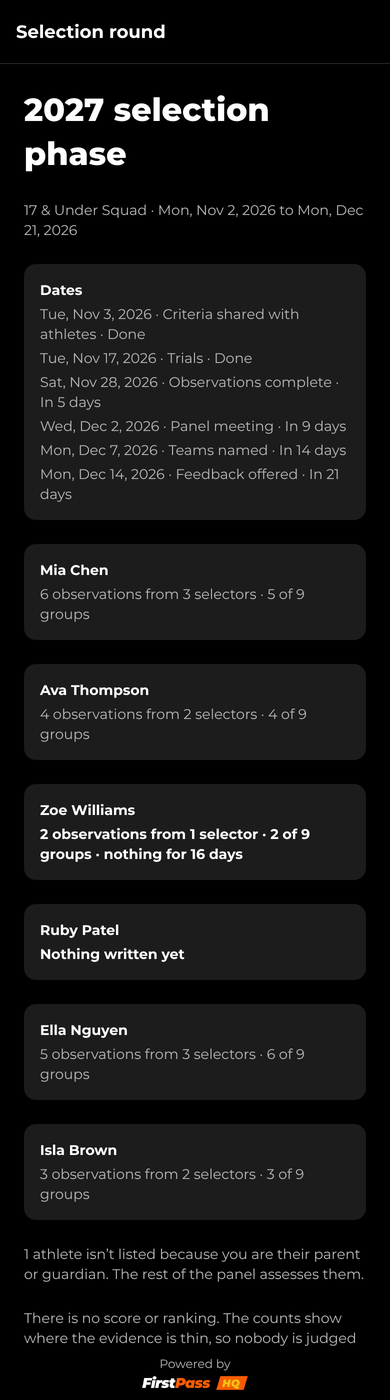 Selection round
2027 selection
phase
17 & Under Squad · Mon, Nov 2, 2026 to Mon, Dec
21, 2026
Dates
Tue, Nov 3, 2026 · Criteria shared with
athletes · Done
Tue, Nov 17, 2026 · Trials · Done
Sat, Nov 28, 2026 · Observations complete ·
In 5 days
Wed, Dec 2, 2026 · Panel meeting · In 9 days
Mon, Dec 7, 2026 · Teams named · In 14 days
Mon, Dec 14, 2026 · Feedback offered · In 21
days
Mia Chen
6 observations from 3 selectors · 5 of 9
groups
Ava Thompson
4 observations from 2 selectors · 4 of 9
groups
Zoe Williams
2 observations from 1 selector · 2 of 9
groups · nothing for 16 days
Ruby Patel
Nothing written yet
Ella Nguyen
5 observations from 3 selectors · 6 of 9
groups
Isla Brown
3 observations from 2 selectors · 3 of 9
groups
1 athlete isn’t listed because you are their parent
or guardian. The rest of the panel assesses them.
There is no score or ranking. The counts show
where the evidence is thin, so nobody is judged
Powered by
FirstPass HQ